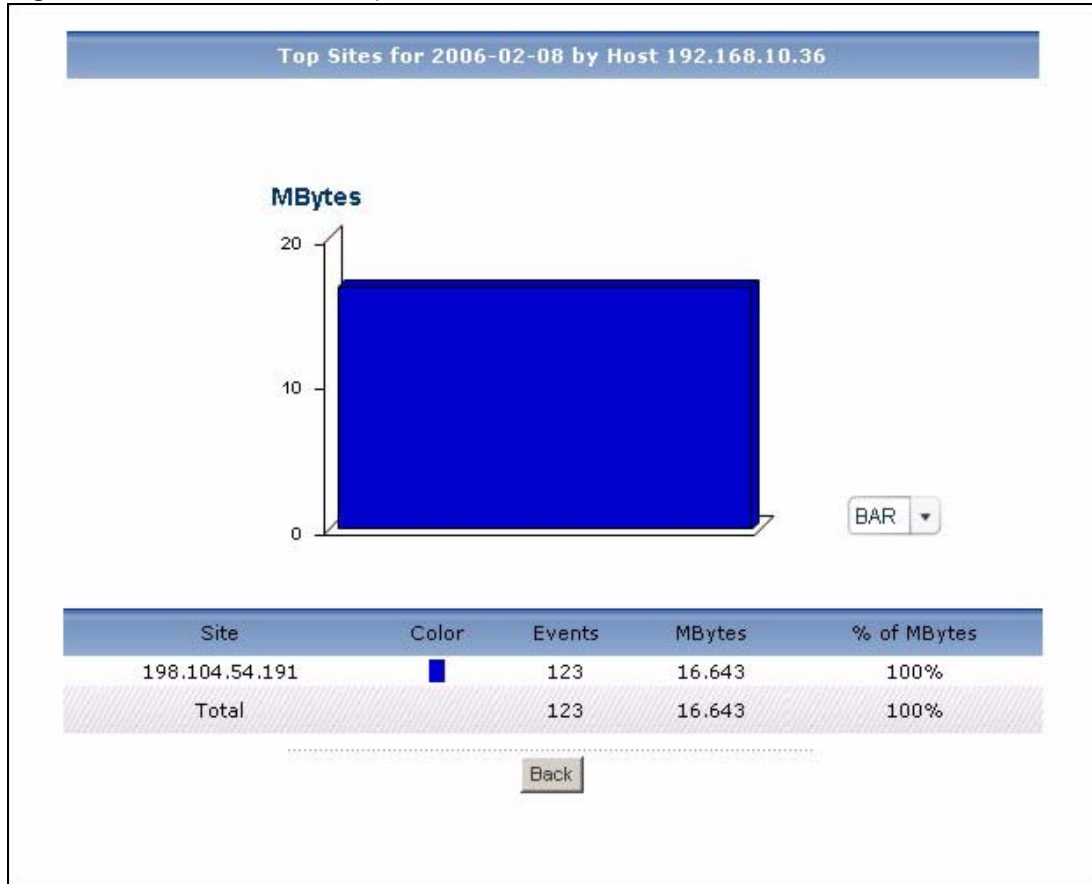 Top Sites for 2006-02-08 by Host 192.168.10.36
MBytes
20
10
0
BAR
Site Color Events MBytes % of MBytes
198.104.54.191 123 16.643 100%
Total 123 16.643 100%
Back